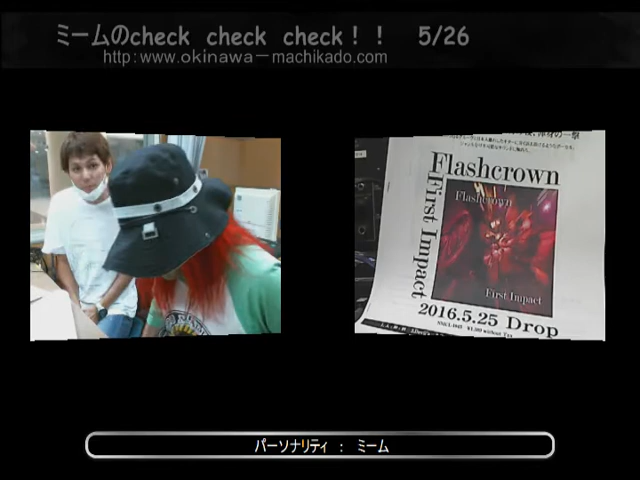 ミームのcheck check check！！ 5/26
http:www.okinawa－machikado.com
Flashcrown
First Impact
Flashcrown
First Impact
2016.5.25 Drop
パーソナリティ ： ミーム